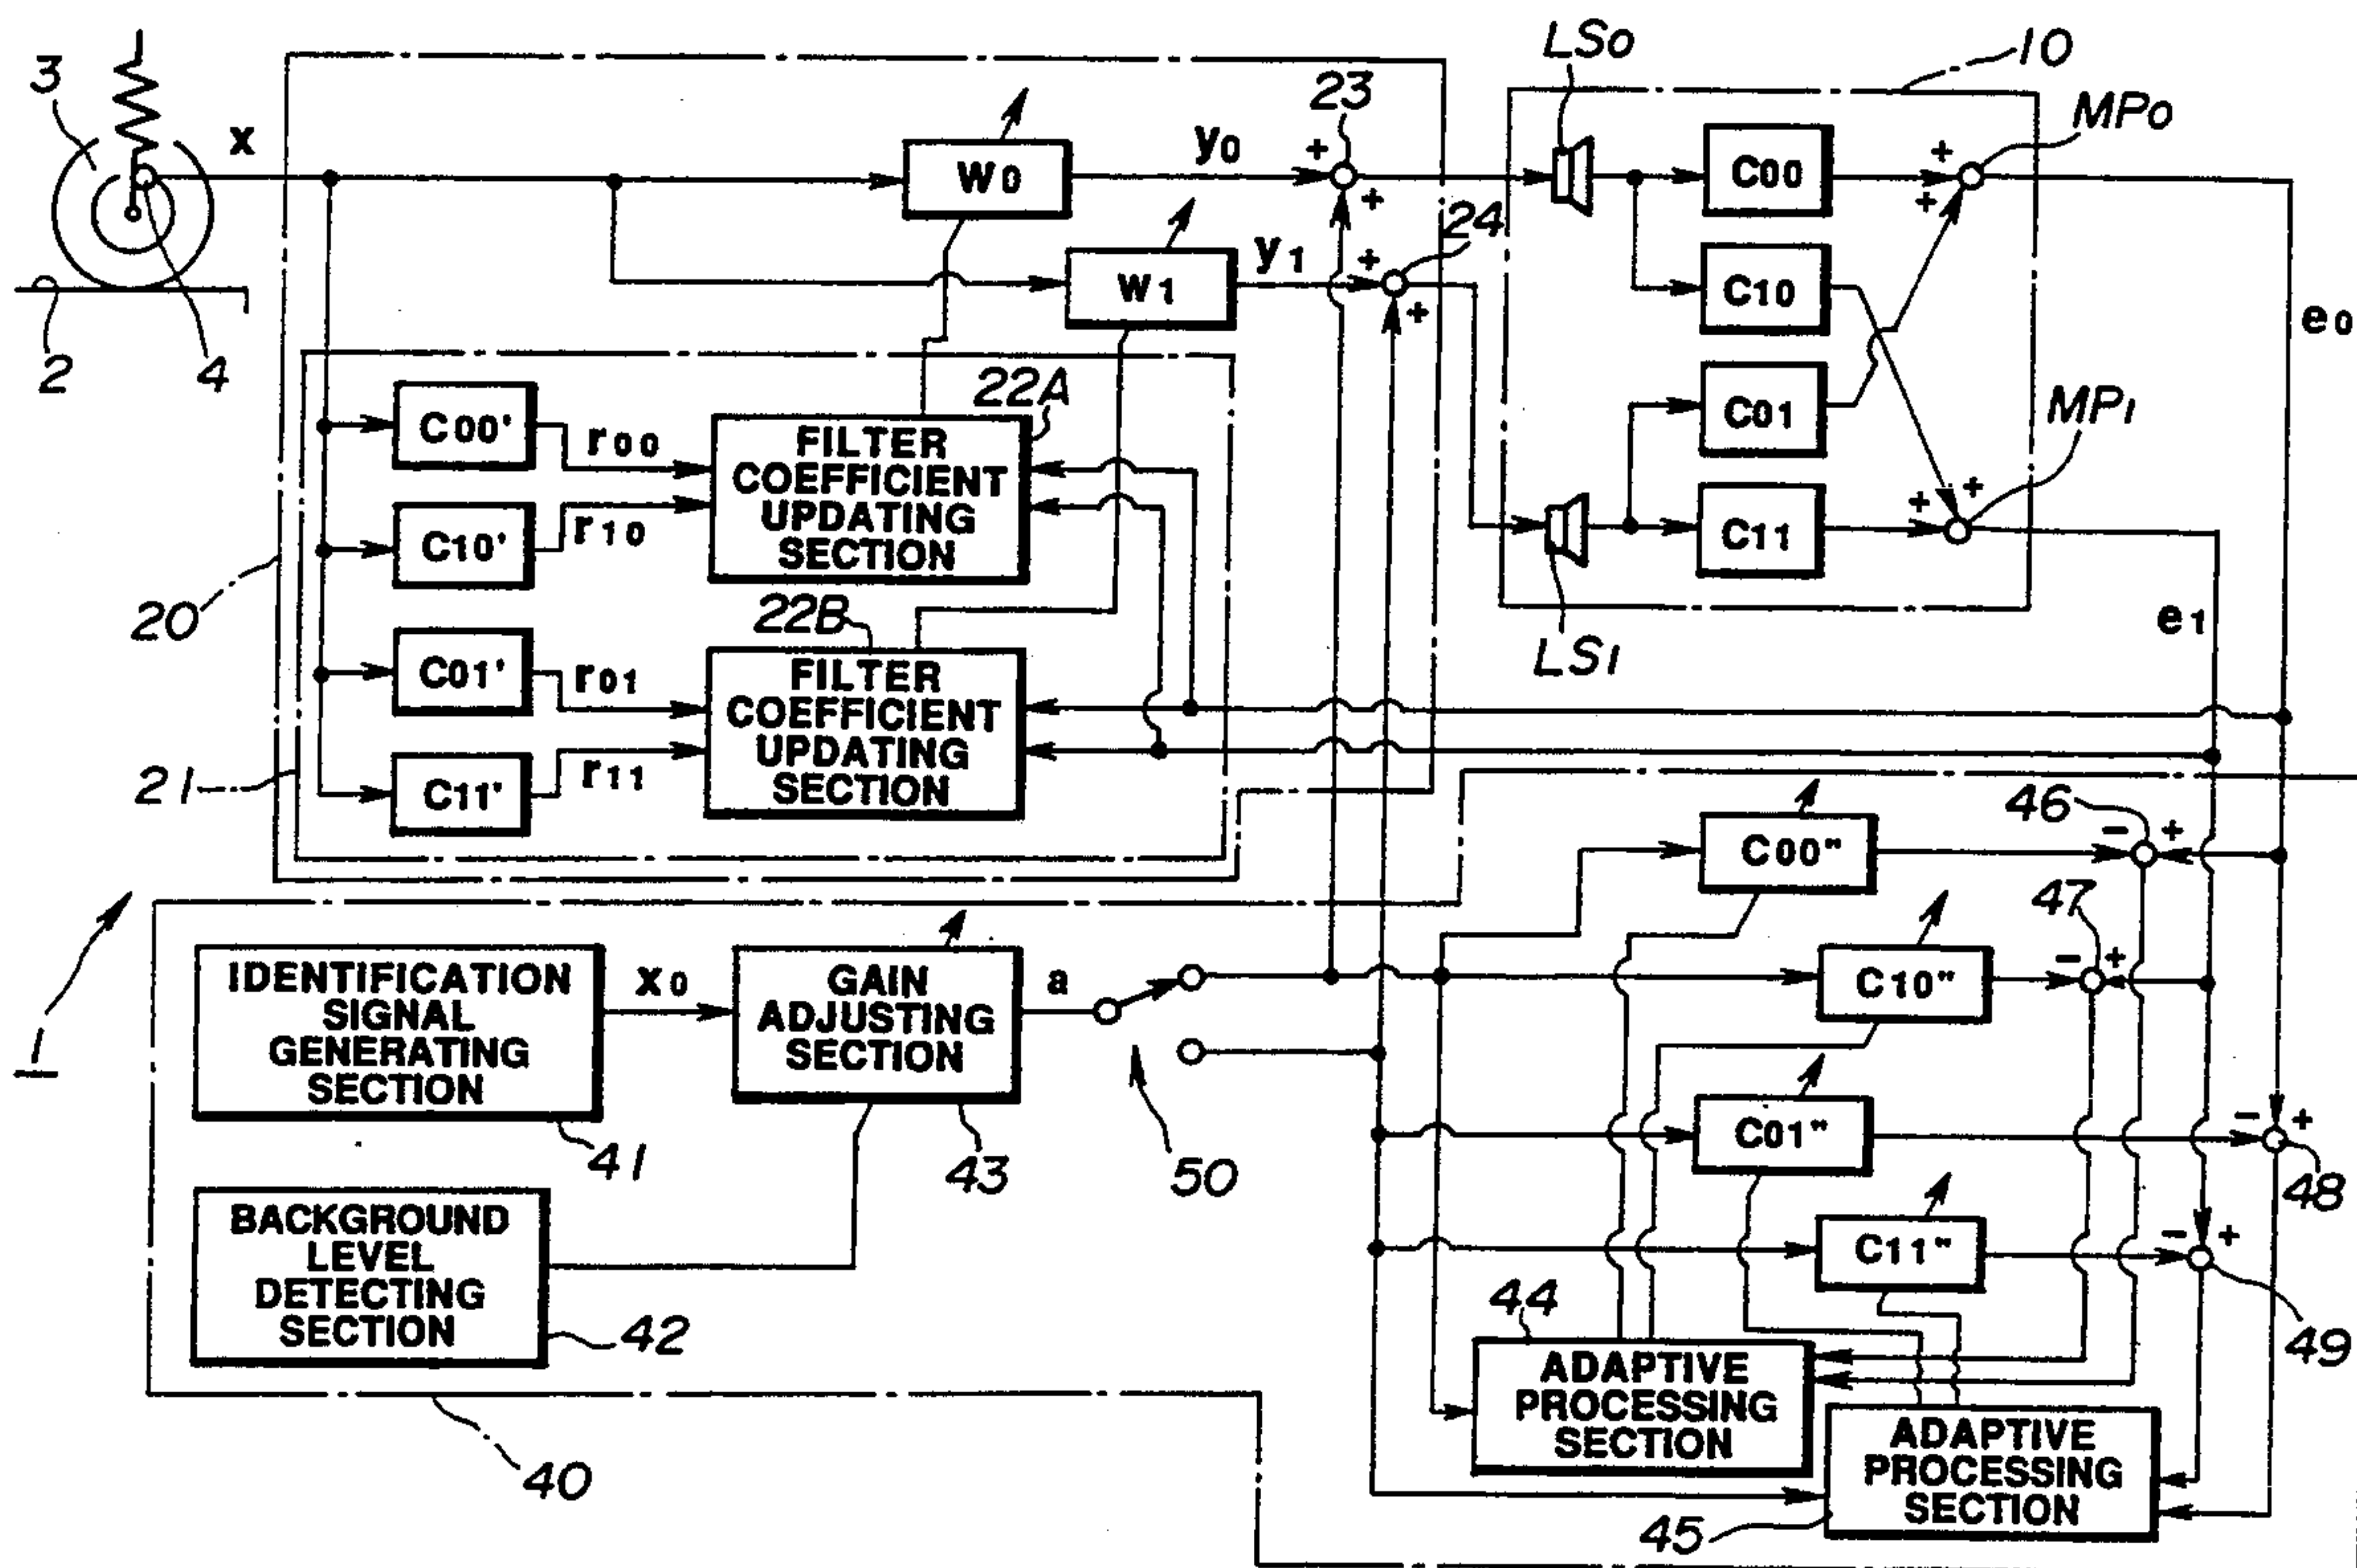 LS0
10
3
23
MP0
x
y0
+
W0
C00
+
+
+
24
y1
+
W1
C10
+
e0
2
4
22A
C00'
r00
FILTER
COEFFICIENT
UPDATING
SECTION
C01
MP1
C10'
r10
+
+
C11
20
22B
LS1
e1
C01'
r01
FILTER
COEFFICIENT
UPDATING
SECTION
21
C11'
r11
46
C00"
-
+
47
IDENTIFICATION
SIGNAL
GENERATING
SECTION
x0
GAIN
ADJUSTING
SECTION
a
C10"
-
+
1
41
43
50
C01"
-
+
48
BACKGROUND
LEVEL
DETECTING
SECTION
42
C11"
-
+
44
49
ADAPTIVE
PROCESSING
SECTION
40
ADAPTIVE
PROCESSING
SECTION
45